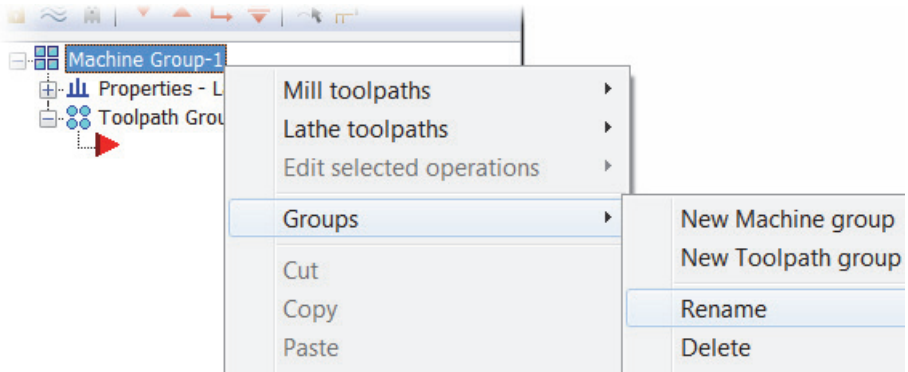 Machine Group-1
Properties - L
Toolpath Grou
Mill toolpaths
Lathe toolpaths
Edit selected operations
Groups
Cut
Copy
Paste
New Machine group
New Toolpath group
Rename
Delete